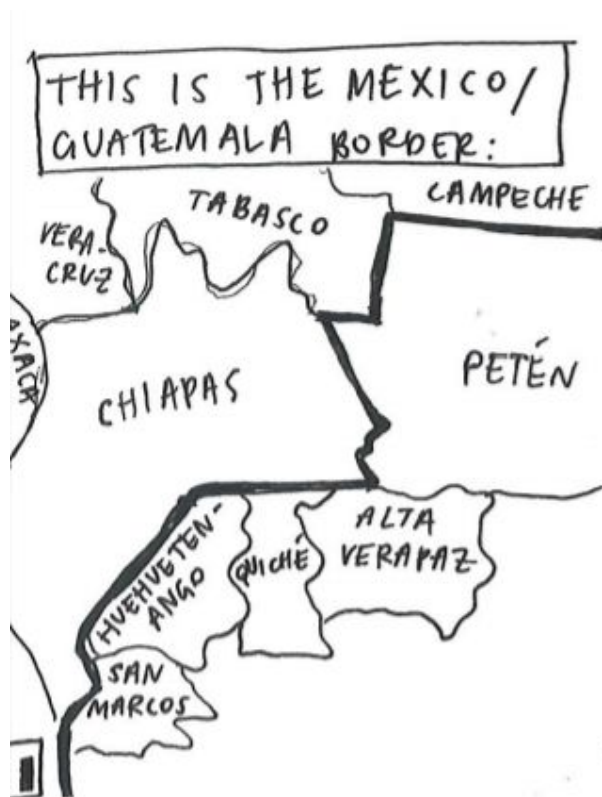 THIS IS THE MEXICO/
GUATEMALA BORDER:
TABASCO
CAMPECHE
VERA-
CRUZ
AXACA
CHIAPAS
PETÉN
HUEHUETEN-
ANGO
QUICHÉ
ALTA
VERAPAZ
SAN
MARCOS